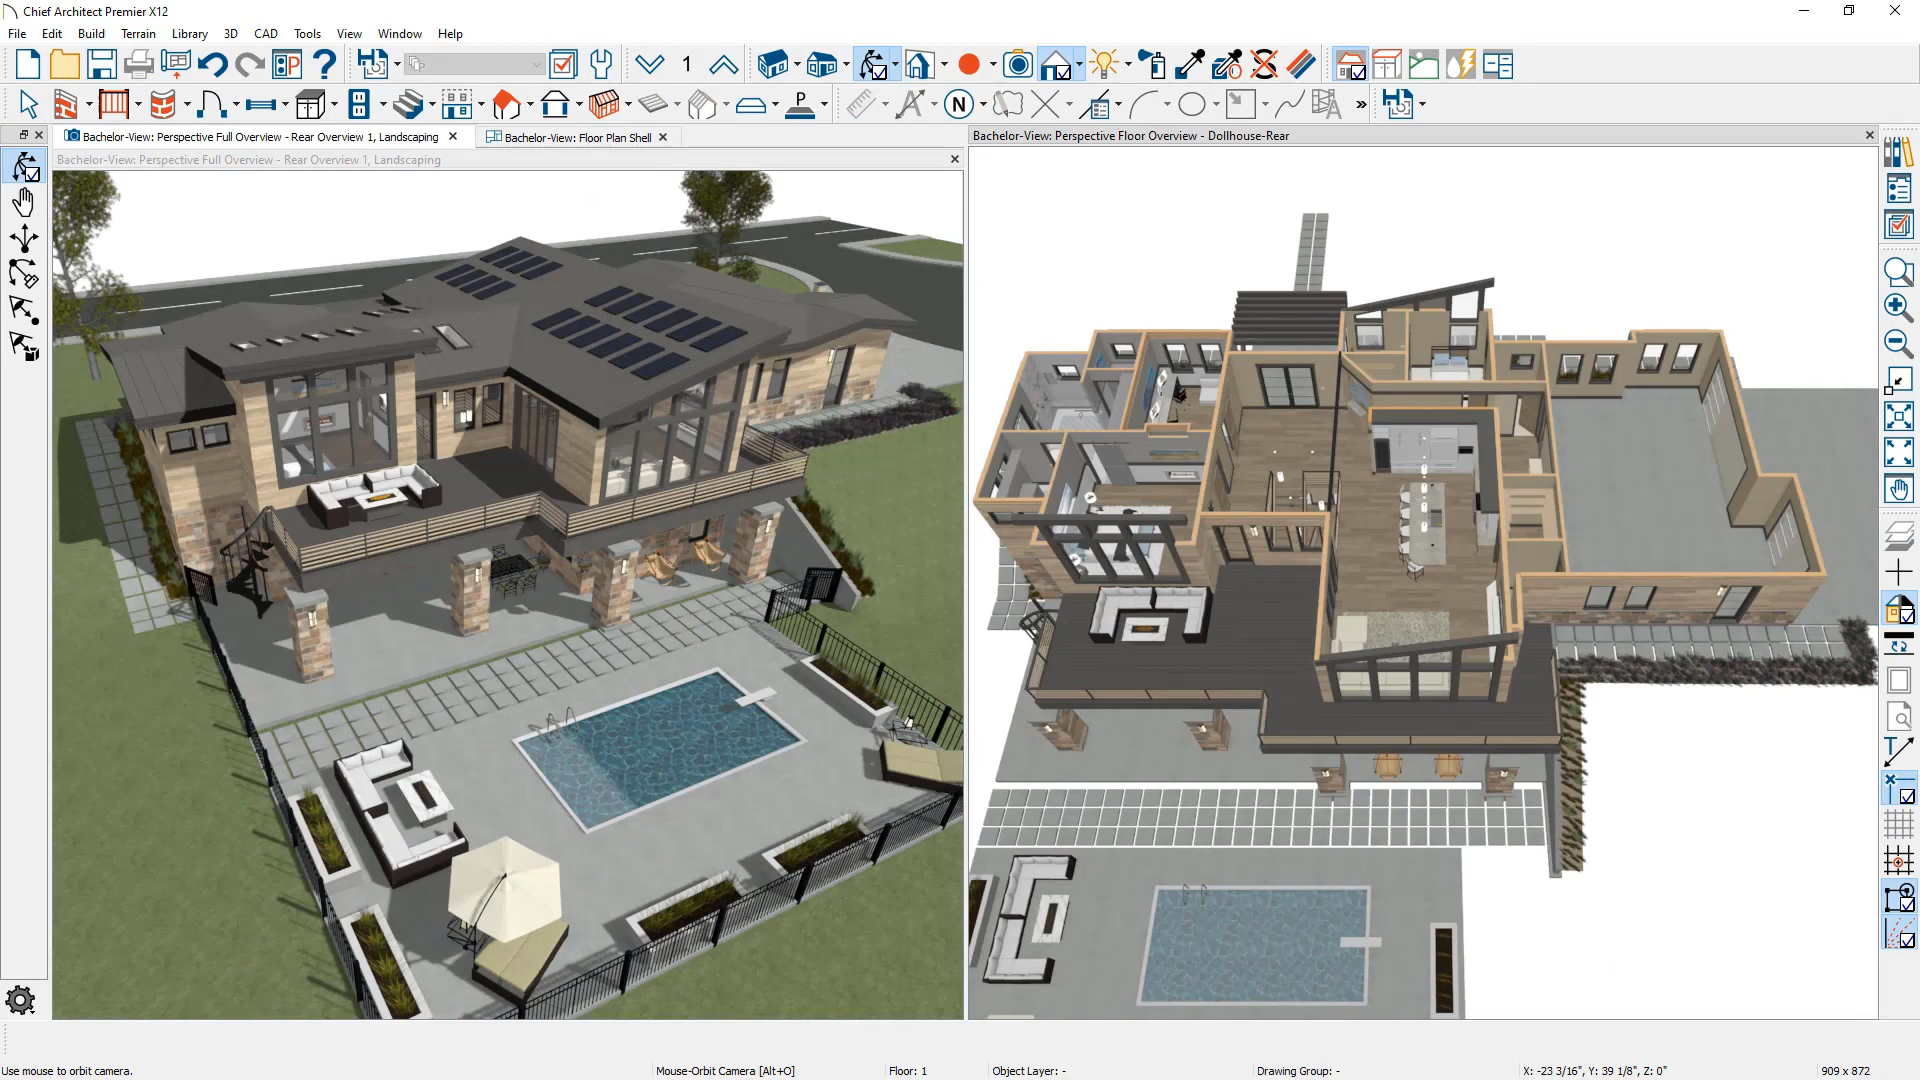 Chief Architect Premier X12
File Edit Build Terrain Library 3D CAD Tools View Window Help
1
N P
Bachelor-View: Perspective Full Overview - Rear Overview 1, Landscaping
Bachelor-View: Floor Plan Shell
Bachelor-View: Perspective Floor Overview - Dollhouse-Rear
Bachelor-View: Perspective Full Overview - Rear Overview 1, Landscaping
Use mouse to orbit camera.
Mouse-Orbit Camera [Alt+O]
Floor: 1
Object Layer: -
Drawing Group: -
X: -23 3/16", Y: 39 1/8", Z: 0"
909 x 872